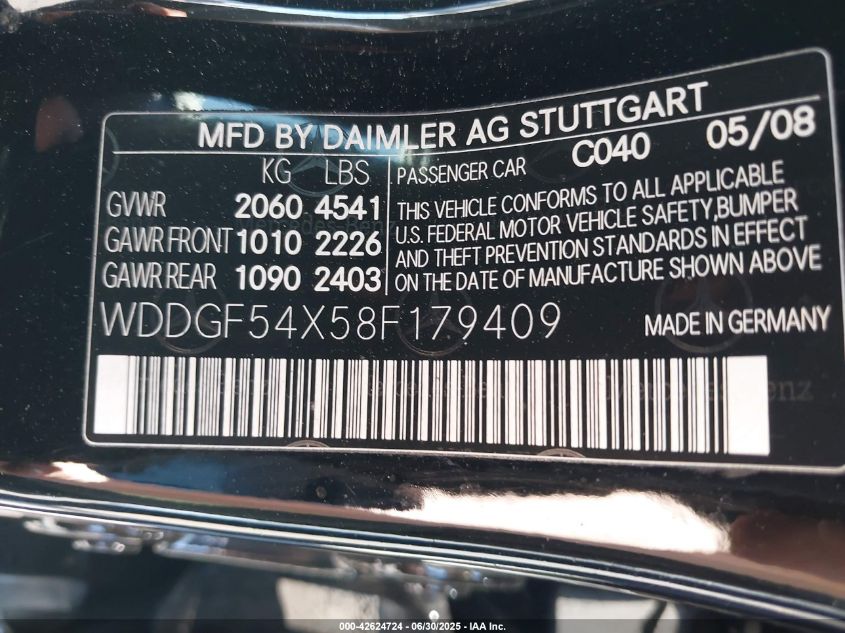 MFD BY DAIMLER AG STUTTGART
KG LBS
GVWR 2060 4541
GAWR FRONT 1010 2226
GAWR REAR 1090 2403
PASSENGER CAR C040 05/08
THIS VEHICLE CONFORMS TO ALL APPLICABLE
U.S. FEDERAL MOTOR VEHICLE SAFETY,BUMPER
AND THEFT PREVENTION STANDARDS IN EFFECT
ON THE DATE OF MANUFACTURE SHOWN ABOVE
WDDGF54X58F179409 MADE IN GERMANY
Mercedes-Benz
000-42624724 - 06/30/2025 - IAA Inc.